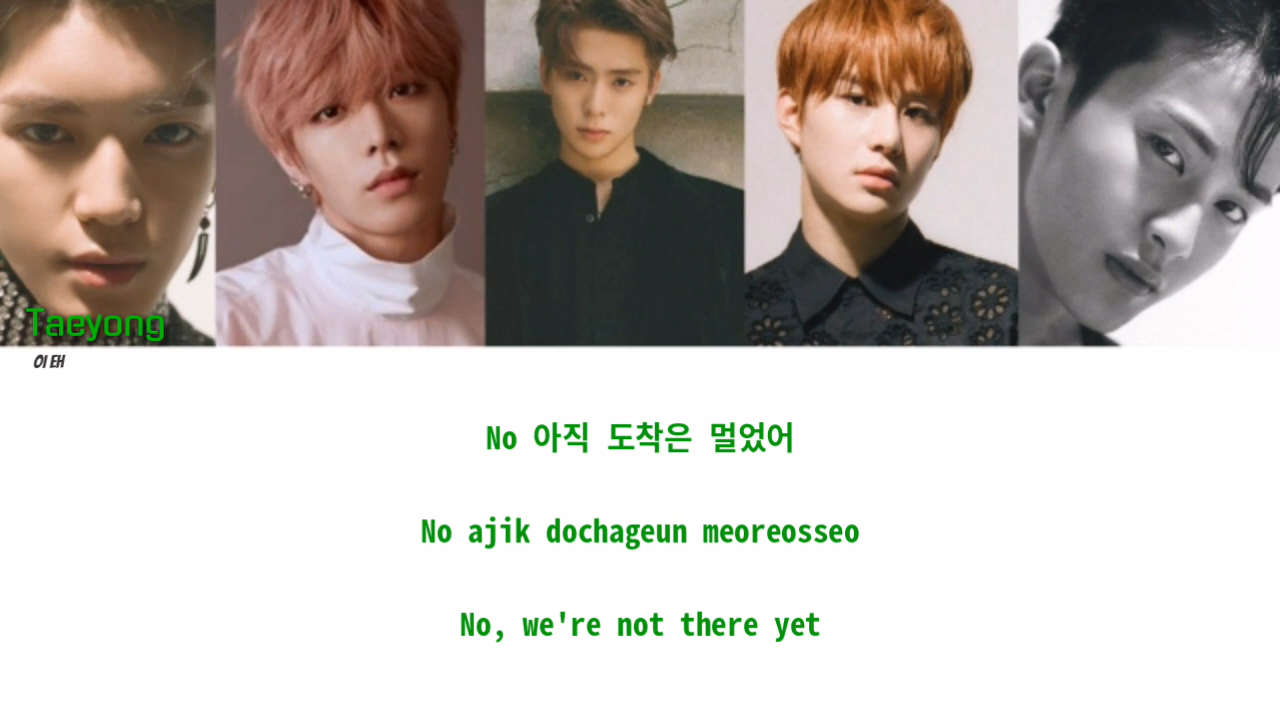 Taeyong
이 태
No 아직 도착은 멀었어
No ajik dochageun meoreosseo
No, we're not there yet